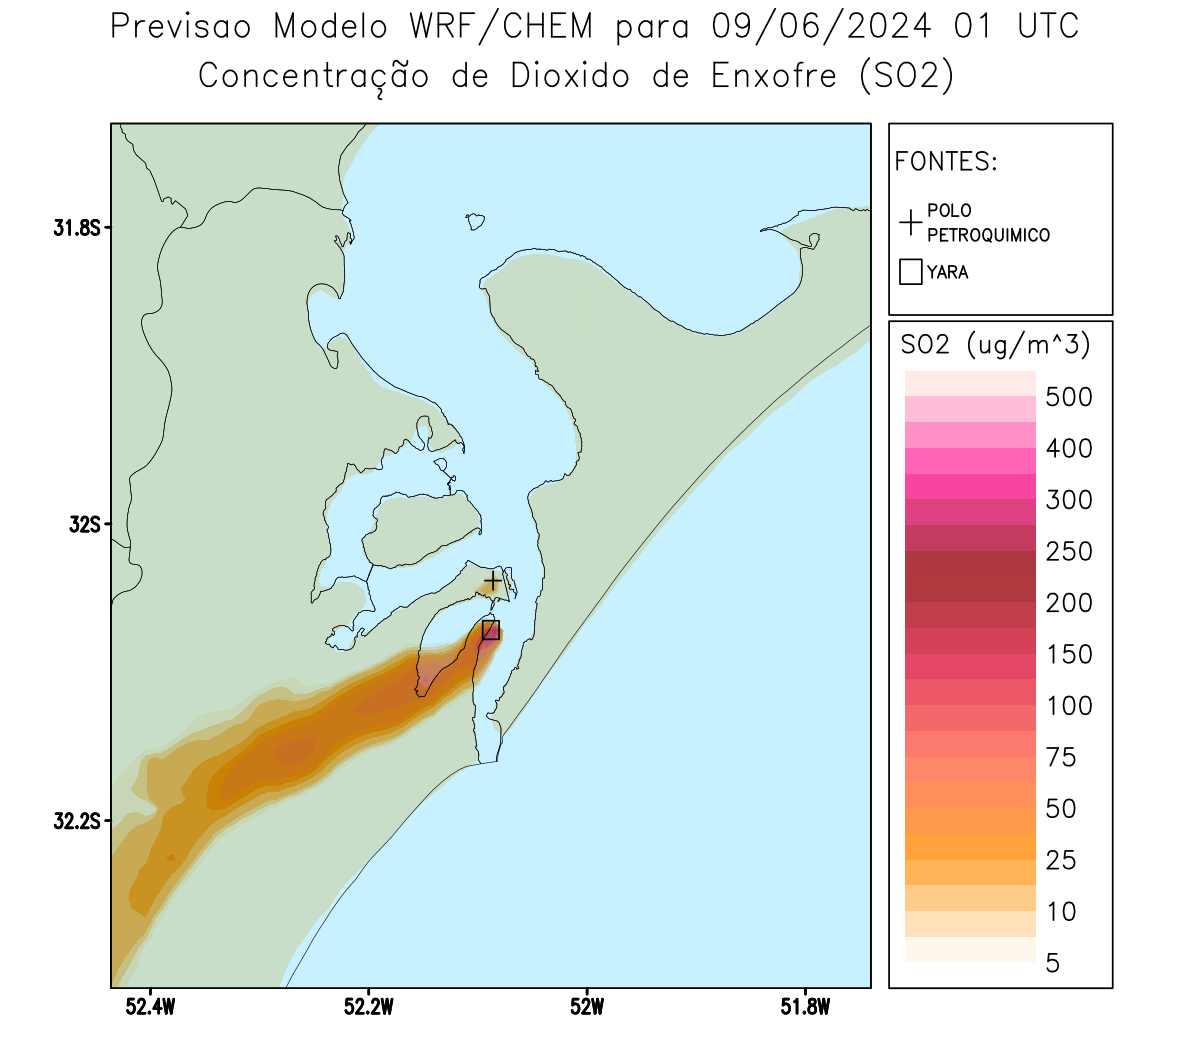 Previsao Modelo WRF/CHEM para 09/06/2024 01 UTC
Concentração de Dioxido de Enxofre (SO2)
FONTES:
POLO
PETROQUIMICO
YARA
SO2 (ug/m^3)
500
400
300
250
200
150
100
75
50
25
10
5
31.8S
32S
32.2S
52.4W
52.2W
52W
51.8W